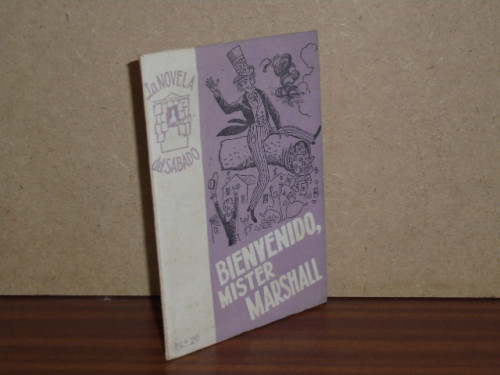 La NOVELA
del SABADO
BIENVENIDO,
MISTER
MARSHALL